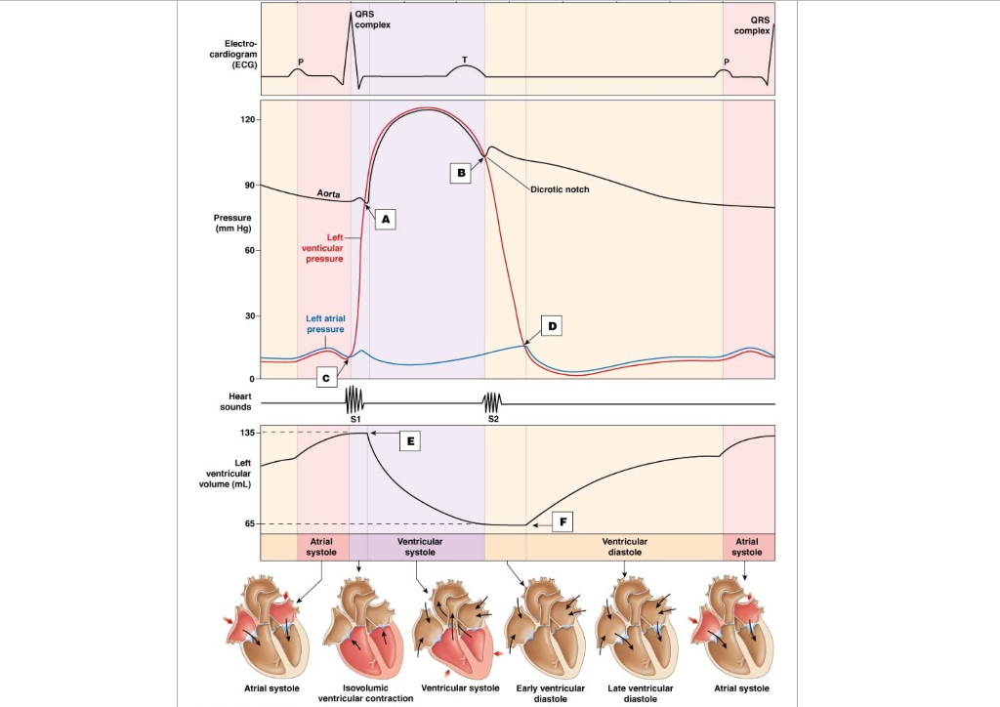 QRS
complex
QRS
complex
Electro-
cardiogram
(ECG)
P
T
P
120
90
60
30
0
Pressure
(mm Hg)
Aorta
A
B
Dicrotic notch
Left
venticular
pressure
Left atrial
pressure
C
D
Heart
sounds
S1
S2
135
65
Left
ventricular
volume (mL)
E
F
Atrial
systole
Ventricular
systole
Ventricular
diastole
Atrial
systole
Atrial systole
Isovolumic
ventricular contraction
Ventricular systole
Early ventricular
diastole
Late ventricular
diastole
Atrial systole